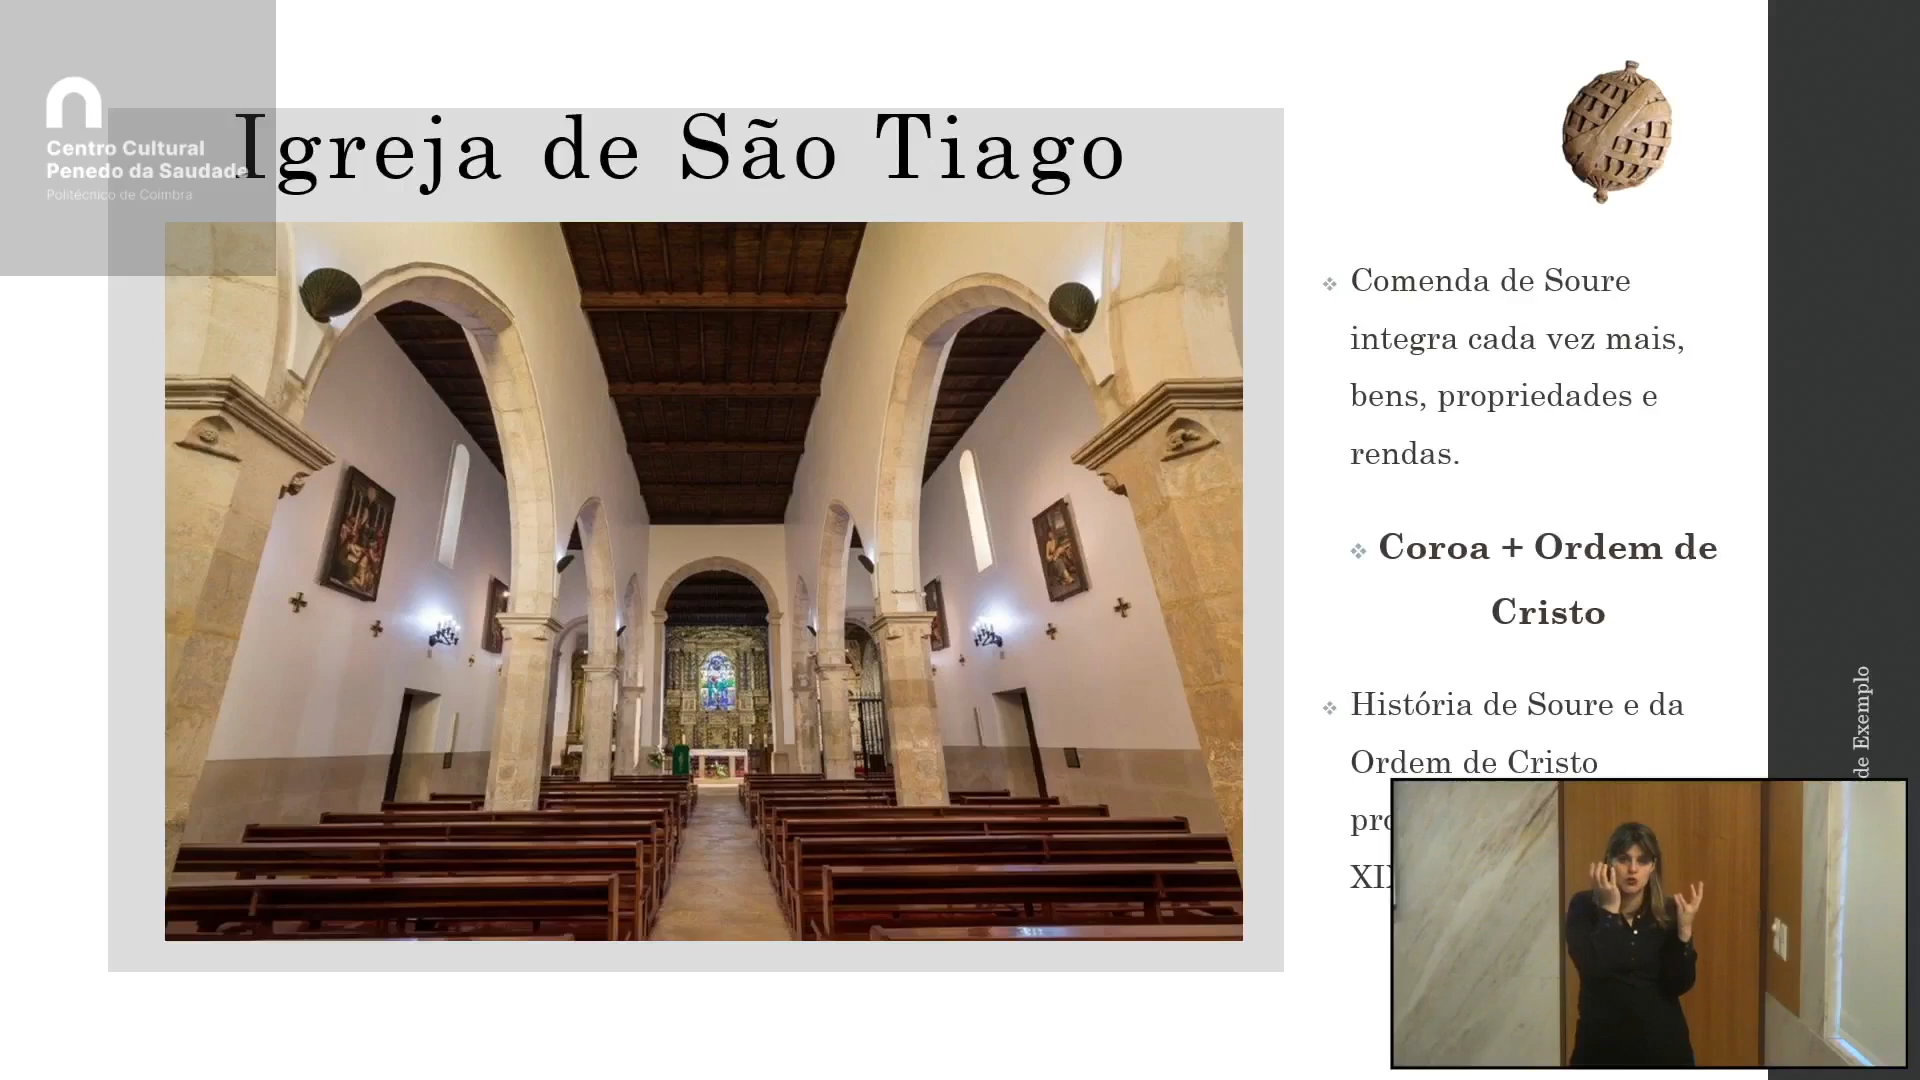 Centro Cultural
Penedo da Saudade
Politécnico de Coimbra
Igreja de São Tiago
Comenda de Soure
integra cada vez mais,
bens, propriedades e
rendas.
Coroa + Ordem de
Cristo
História de Soure e da
Ordem de Cristo
de Exemplo